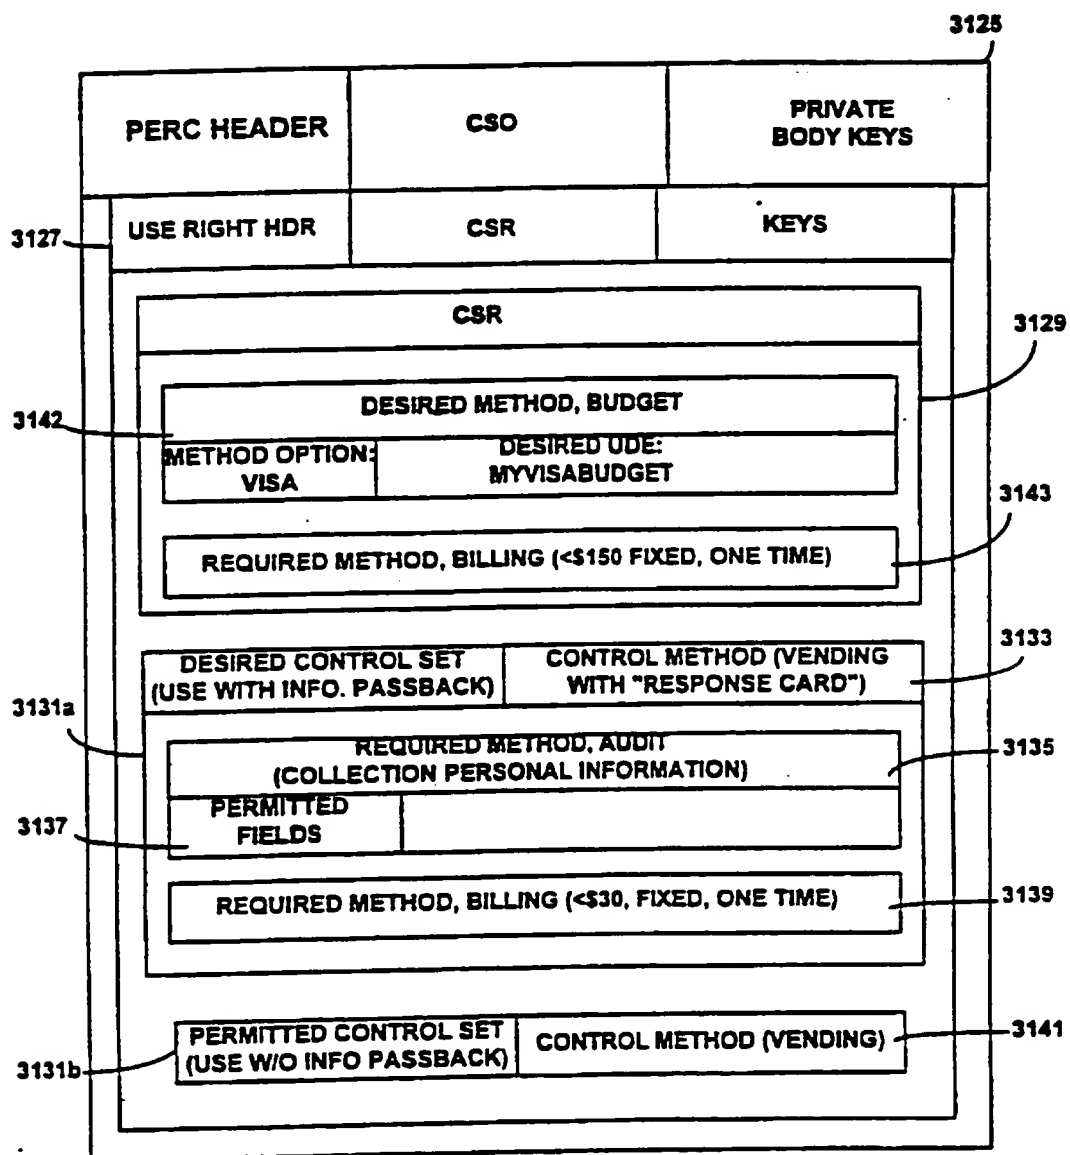 3125
PERC HEADER
CSO
PRIVATE
BODY KEYS
3127
USE RIGHT HDR
CSR
KEYS
CSR
3129
DESIRED METHOD, BUDGET
3142
METHOD OPTION:
VISA
DESIRED UDE:
MYVISABUDGET
3143
REQUIRED METHOD, BILLING (<$150 FIXED, ONE TIME)
DESIRED CONTROL SET
(USE WITH INFO. PASSBACK)
CONTROL METHOD (VENDING
WITH "RESPONSE CARD")
3133
3131a
REQUIRED METHOD, AUDIT
(COLLECTION PERSONAL INFORMATION)
3135
PERMITTED
FIELDS
3137
REQUIRED METHOD, BILLING (<$30, FIXED, ONE TIME)
3139
PERMITTED CONTROL SET
(USE W/O INFO PASSBACK)
CONTROL METHOD (VENDING)
3141
3131b